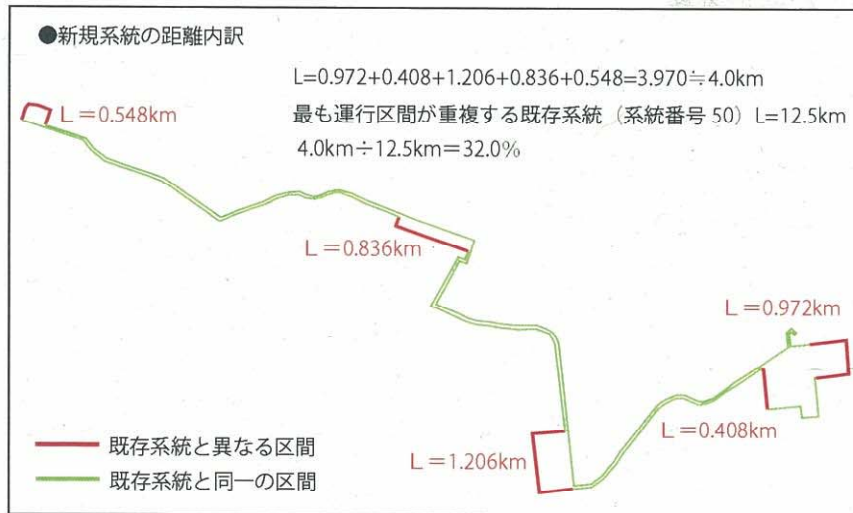 ●新規系統の距離内訳
L=0.972+0.408+1.206+0.836+0.548=3.970≒4.0km
最も運行区間が重複する既存系統（系統番号50）L=12.5km
4.0km÷12.5km＝32.0%
L＝0.548km
L＝0.836km
L＝0.972km
L＝0.408km
L＝1.206km
既存系統と異なる区間
既存系統と同一の区間